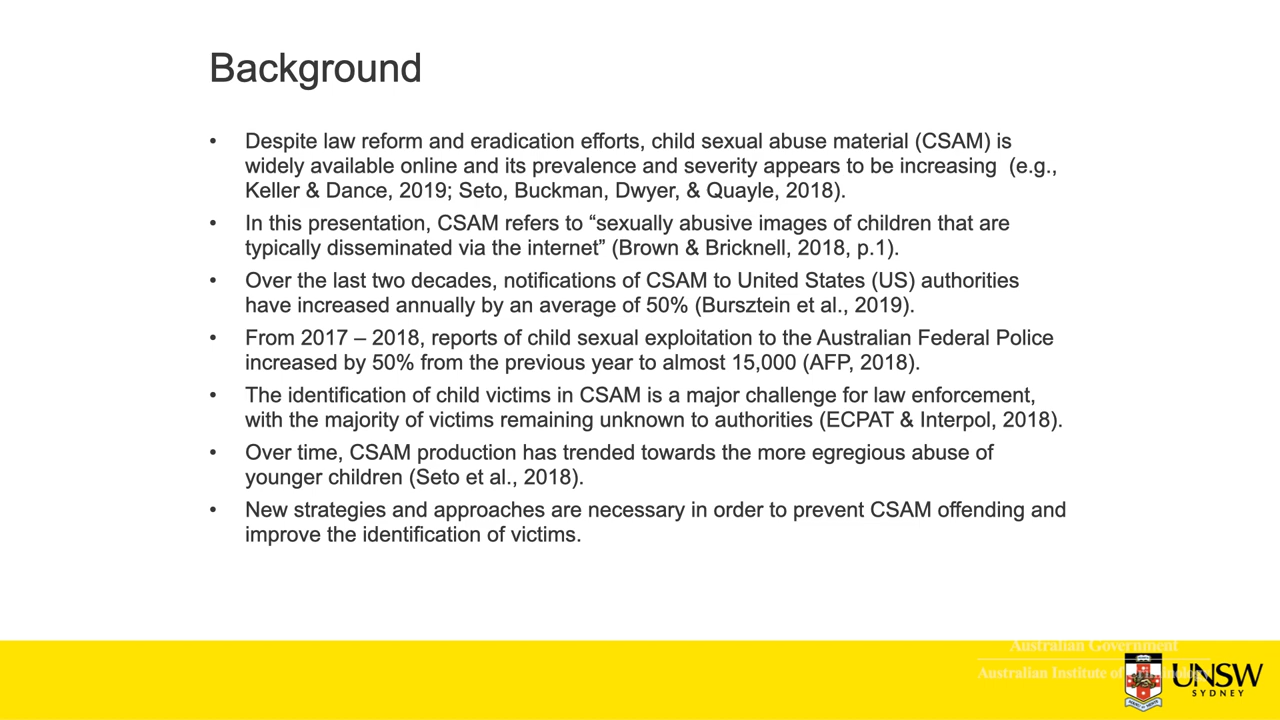 Background
• Despite law reform and eradication efforts, child sexual abuse material (CSAM) is
widely available online and its prevalence and severity appears to be increasing (e.g.,
Keller & Dance, 2019; Seto, Buckman, Dwyer, & Quayle, 2018).
• In this presentation, CSAM refers to “sexually abusive images of children that are
typically disseminated via the internet” (Brown & Bricknell, 2018, p.1).
• Over the last two decades, notifications of CSAM to United States (US) authorities
have increased annually by an average of 50% (Bursztein et al., 2019).
• From 2017 – 2018, reports of child sexual exploitation to the Australian Federal Police
increased by 50% from the previous year to almost 15,000 (AFP, 2018).
• The identification of child victims in CSAM is a major challenge for law enforcement,
with the majority of victims remaining unknown to authorities (ECPAT & Interpol, 2018).
• Over time, CSAM production has trended towards the more egregious abuse of
younger children (Seto et al., 2018).
• New strategies and approaches are necessary in order to prevent CSAM offending and
improve the identification of victims.
Australian Government
Australian Institute of
UNSW
SYDNEY